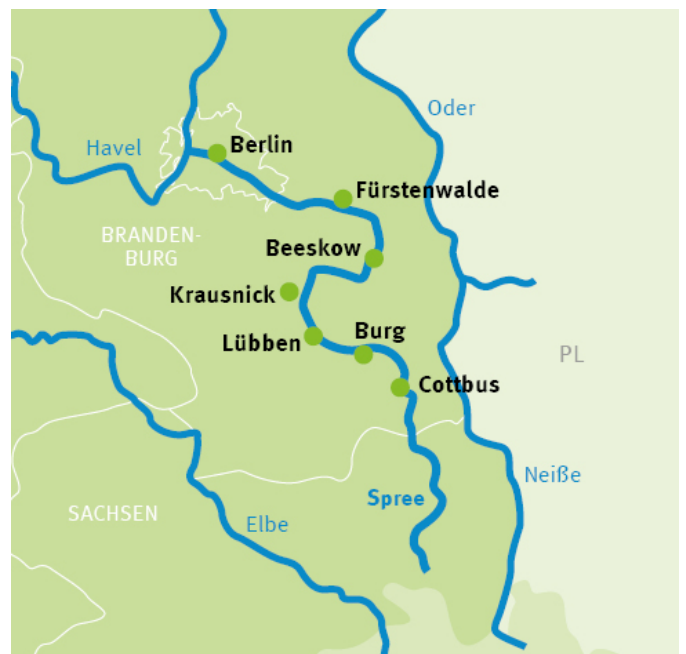 Oder
Berlin
Havel
Fürstenwalde
BRANDEN-
BURG
Beeskow
Krausnick
Burg
Lübben
PL
Cottbus
Neiße
Spree
SACHSEN
Elbe